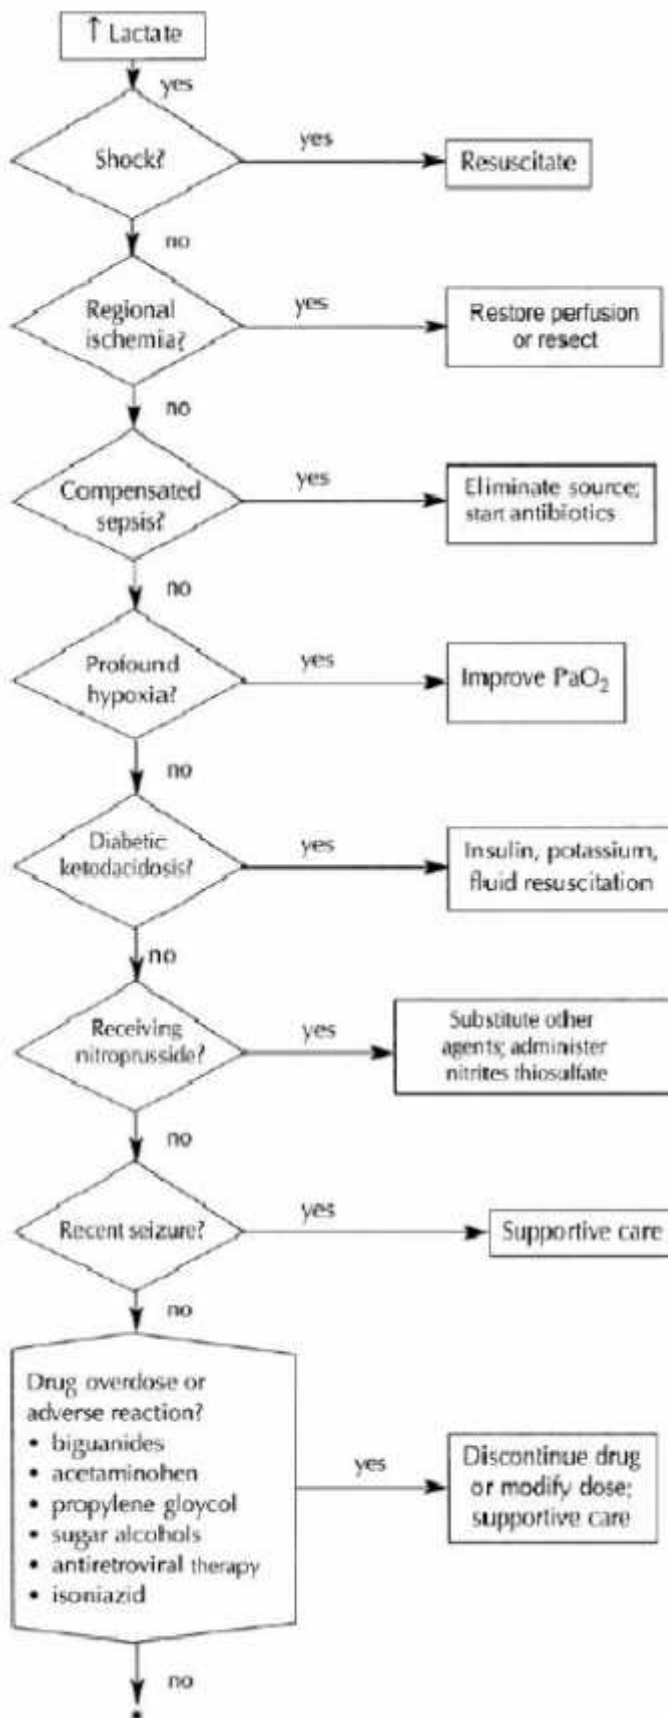 ↑ Lactate
yes
Shock?
yes
Resuscitate
no
Regional
ischemia?
yes
Restore perfusion
or resect
no
Compensated
sepsis?
yes
Eliminate source;
start antibiotics
no
Profound
hypoxia?
yes
Improve PaO₂
no
Diabetic
ketodacidosis?
yes
Insulin, potassium,
fluid resuscitation
no
Receiving
nitroprusside?
yes
Substitute other
agents; administer
nitrites thiosulfate
no
Recent seizure?
yes
Supportive care
no
Drug overdose or
adverse reaction?
• biguanides
• acetaminohen
• propylene gloycol
• sugar alcohols
• antiretroviral therapy
• isoniazid
yes
Discontinue drug
or modify dose;
supportive care
no